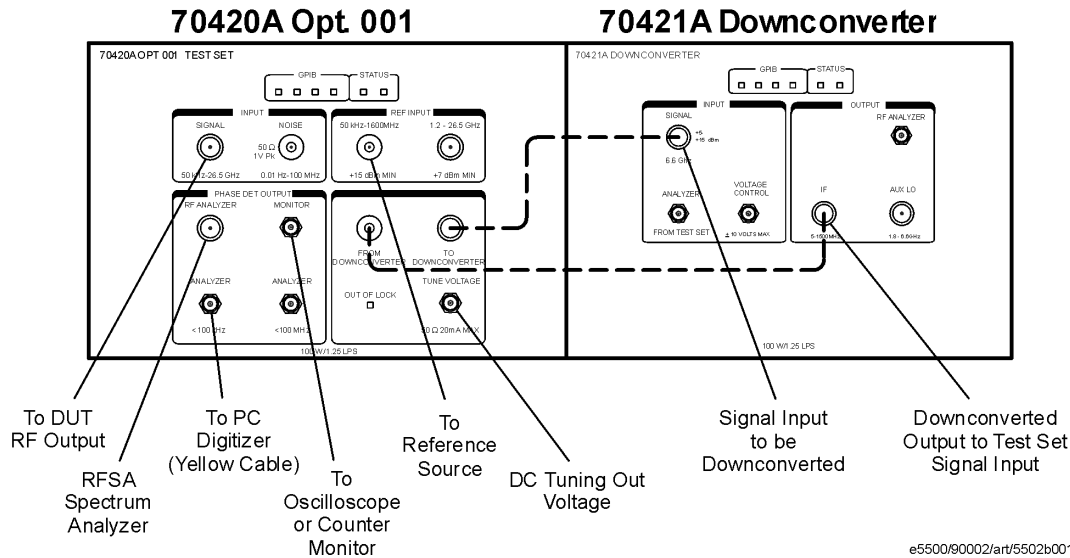 70420A Opt. 001
70421A Downconverter
70420A OPT 001 TEST SET
GPIB
STATUS
INPUT
SIGNAL
NOISE
50 Ω
1V Pk
50 kHz-26.5 GHz
0.01 Hz-100 MHz
REF INPUT
50 kHz-1600MHz
1.2 - 26.5 GHz
+15 dBm MIN
+7 dBm MIN
PHASE DET OUTPUT
RF ANALYZER
MONITOR
ANALYZER
ANALYZER
<100 kHz
<100 MHz
FROM
DOWNCONVERTER
TO
DOWNCONVERTER
OUT OF LOCK
TUNE VOLTAGE
50 Ω 20mA MAX
100 W/1.25 LPS
70421A DOWNCONVERTER
GPIB
STATUS
INPUT
SIGNAL
+5
+15 dBm
6.6 GHz
ANALYZER
VOLTAGE
CONTROL
FROM TEST SET
± 10 VOLTS MAX
OUTPUT
RF ANALYZER
IF
AUX LO
5-1500MHz
1.8 - 6.6GHz
100 W/1.25 LPS
To DUT
RF Output
RFSA
Spectrum
Analyzer
To PC
Digitizer
(Yellow Cable)
To
Oscilloscope
or Counter
Monitor
To
Reference
Source
DC Tuning Out
Voltage
Signal Input
to be
Downconverted
Downconverted
Output to Test Set
Signal Input
e5500/90002/art/5502b001